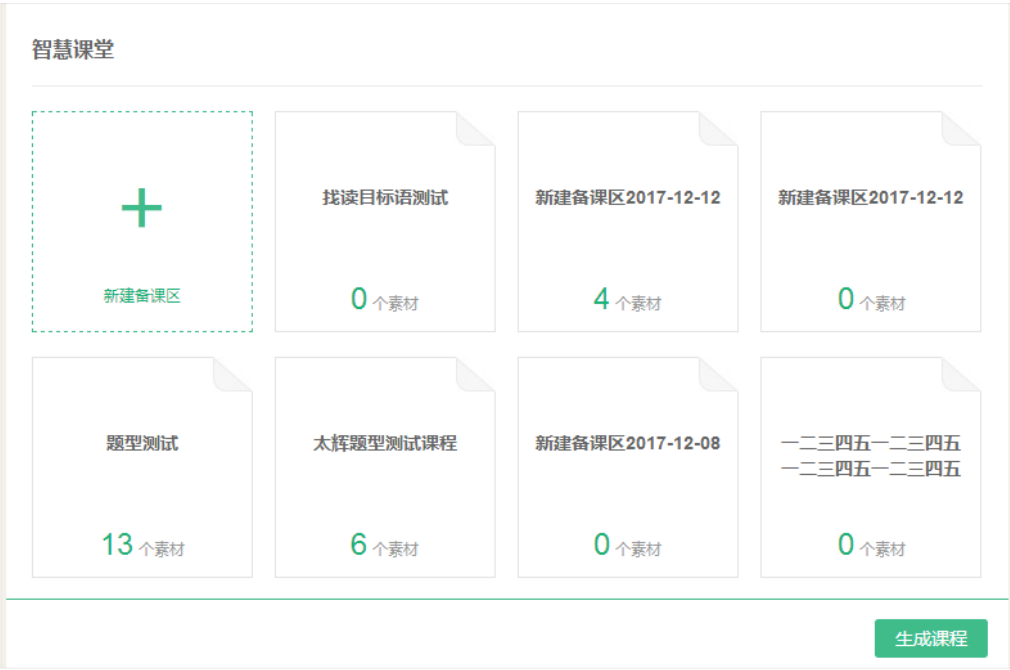 智慧课堂
找读目标语测试
新建备课区2017-12-12
新建备课区2017-12-12
新建备课区
0 个素材
4 个素材
0 个素材
题型测试
太辉题型测试课程
新建备课区2017-12-08
一二三四五一二三四五
一二三四五一二三四五
13 个素材
6 个素材
0 个素材
0 个素材
生成课程